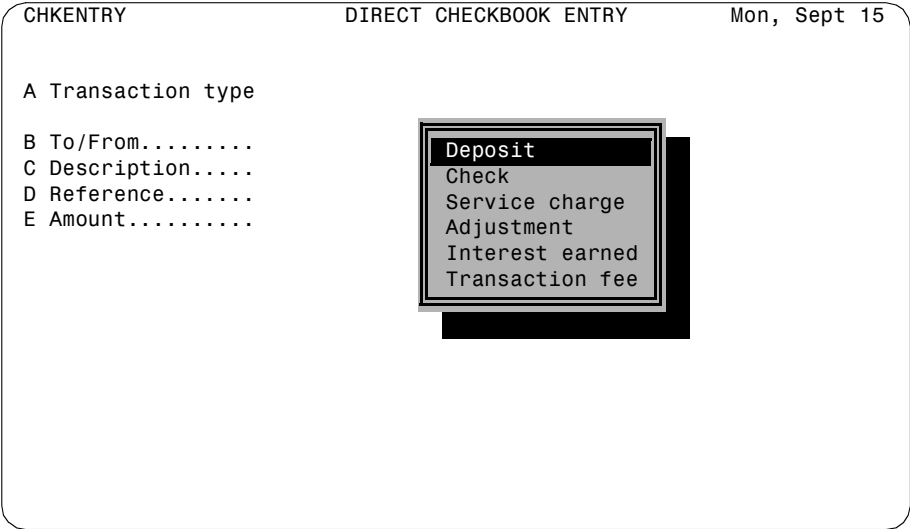 CHKENTRY DIRECT CHECKBOOK ENTRY Mon, Sept 15
A Transaction type
B To/From.........
C Description.....
D Reference.......
E Amount..........
Deposit
Check
Service charge
Adjustment
Interest earned
Transaction fee